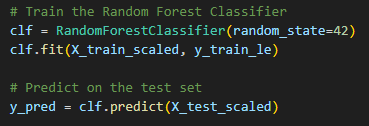 # Train the Random Forest Classifier
clf = RandomForestClassifier(random_state=42)
clf.fit(X_train_scaled, y_train_le)
# Predict on the test set
y_pred = clf.predict(X_test_scaled)